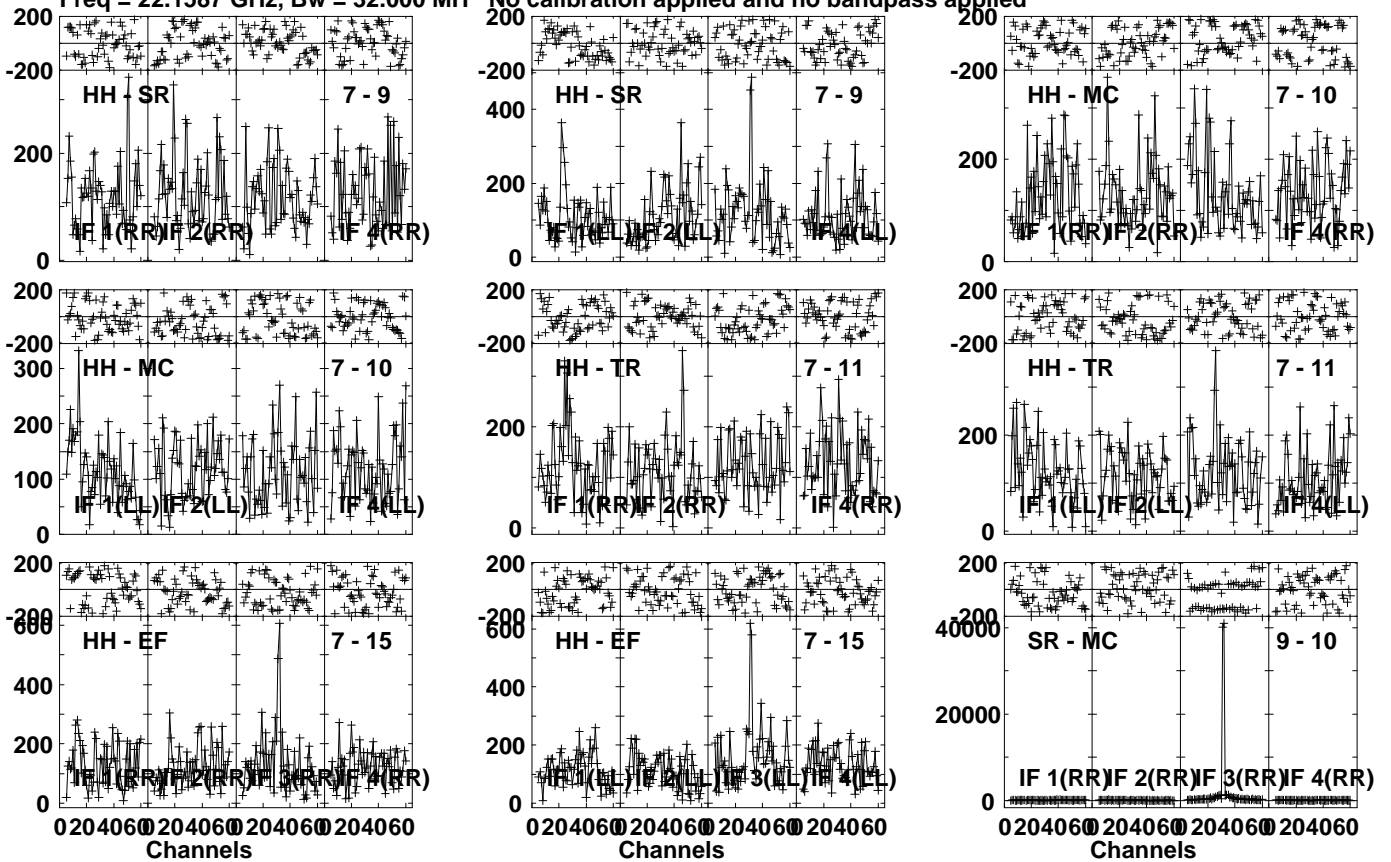 Freq = 22.1587 GHz, Bw = 32.000 MH No calibration applied and no bandpass applied
200
-200
HH - SR 7 - 9
200
IF 1(RR) IF 2(RR) IF 4(RR)
0
200
-200
HH - SR 7 - 9
400
200
IF 1(LL) IF 2(LL) IF 4(LL)
0
200
-200
HH - MC 7 - 10
200
IF 1(RR) IF 2(RR) IF 4(RR)
0
200
-200
300
HH - MC 7 - 10
200
100
IF 1(LL) IF 2(LL) IF 4(LL)
0
200
-200
HH - TR 7 - 11
200
IF 1(RR) IF 2(RR) IF 4(RR)
0
200
-200
HH - TR 7 - 11
200
IF 1(LL) IF 2(LL) IF 4(LL)
0
200
-200
600
HH - EF 7 - 15
400
200
IF 1(RR) IF 2(RR) IF 3(RR) IF 4(RR)
0
0 20 40 60 0 20 40 60 0 20 40 60 0 20 40 60
Channels
200
-200
600
HH - EF 7 - 15
400
200
IF 1(LL) IF 2(LL) IF 3(LL) IF 4(LL)
0
0 20 40 60 0 20 40 60 0 20 40 60 0 20 40 60
Channels
200
-200
40000
SR - MC 9 - 10
20000
IF 1(RR) IF 2(RR) IF 3(RR) IF 4(RR)
0
0 20 40 60 0 20 40 60 0 20 40 60 0 20 40 60
Channels